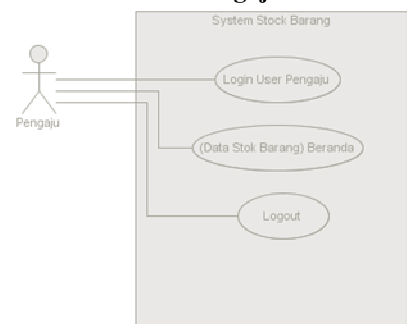 System Stock Barang
Login User Pengaju
Pengaju
(Data Stok Barang) Beranda
Logout